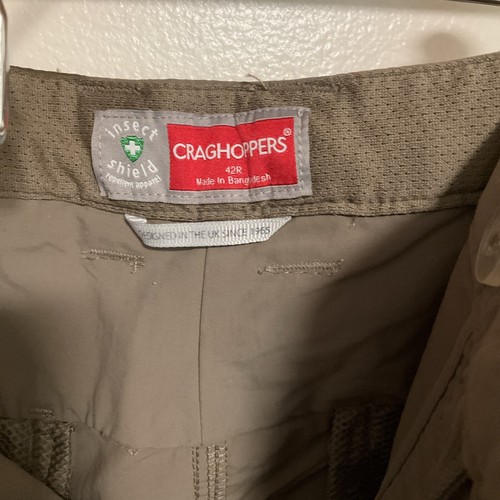 insect
shield
repellent apparel
CRAGHOPPERS®
42R
Made in Bangladesh
DESIGNED IN THE UK SINCE 1965